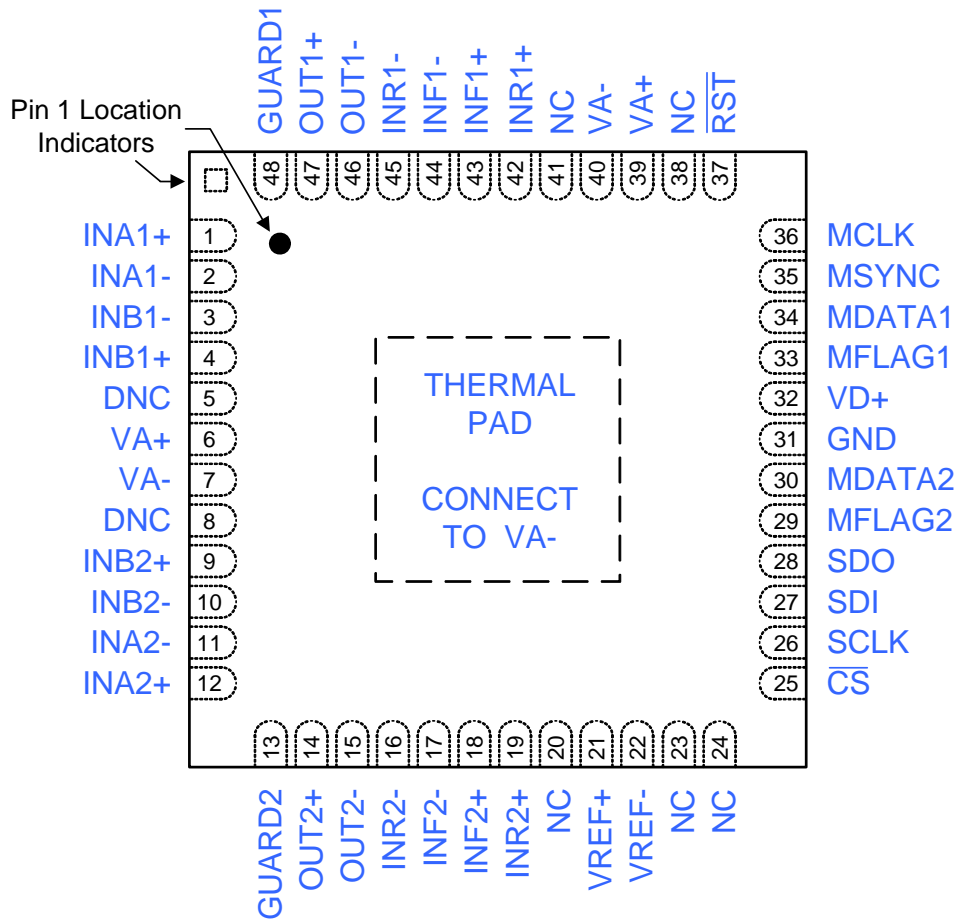 GUARD1
OUT1+
OUT1-
INR1-
INF1-
INF1+
INR1+
NC
VA-
VA+
NC
RST
Pin 1 Location
Indicators
48
47
46
45
44
43
42
41
40
39
38
37
INA1+ 1
INA1- 2
INB1- 3
INB1+ 4
DNC 5
VA+ 6
VA- 7
DNC 8
INB2+ 9
INB2- 10
INA2- 11
INA2+ 12
THERMAL
PAD
CONNECT
TO VA-
36 MCLK
35 MSYNC
34 MDATA1
33 MFLAG1
32 VD+
31 GND
30 MDATA2
29 MFLAG2
28 SDO
27 SDI
26 SCLK
25 CS
13
14
15
16
17
18
19
20
21
22
23
24
GUARD2
OUT2+
OUT2-
INR2-
INF2-
INF2+
INR2+
NC
VREF+
VREF-
NC
NC